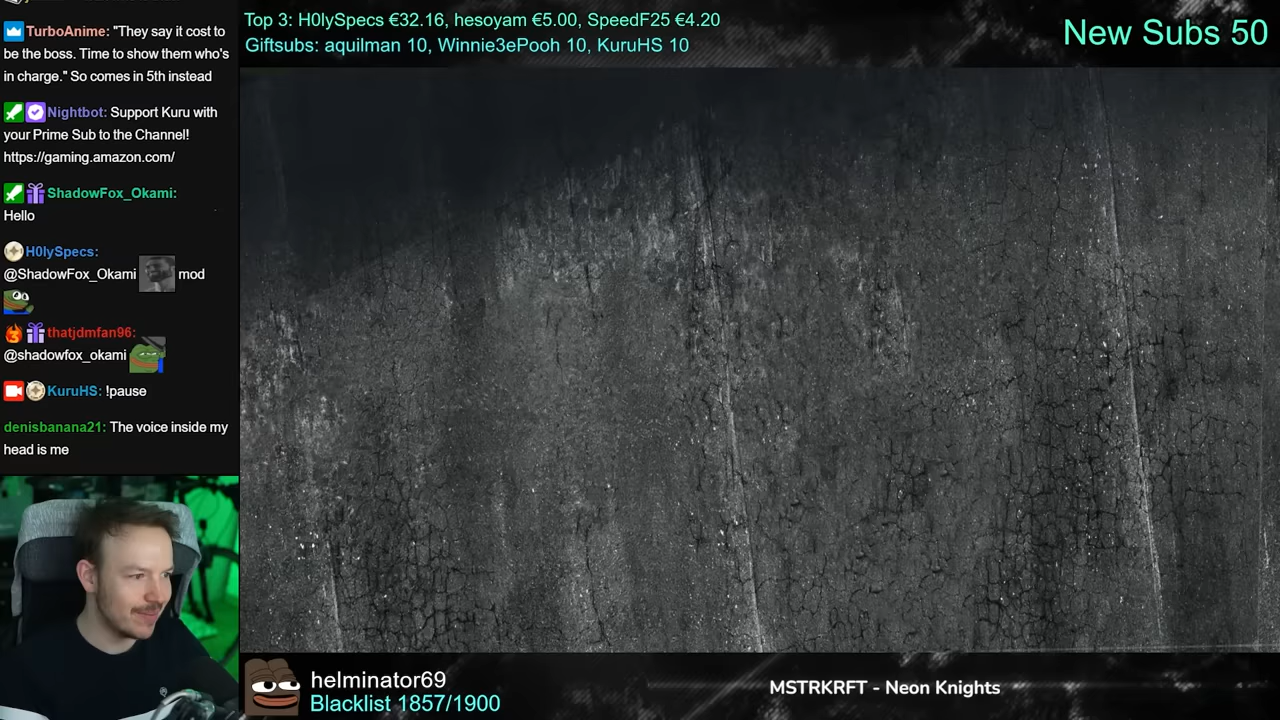 Top 3: H0lySpecs €32.16, hesoyam €5.00, SpeedF25 €4.20
Giftsubs: aquilman 10, Winnie3ePooh 10, KuruHS 10
New Subs 50
TurboAnime: "They say it cost to
be the boss. Time to show them who's
in charge." So comes in 5th instead
Nightbot: Support Kuru with
your Prime Sub to the Channel!
https://gaming.amazon.com/
ShadowFox_Okami:
Hello
H0lySpecs:
@ShadowFox_Okami mod
thatjdmfan96:
@shadowfox_okami
KuruHS: !pause
denisbanana21: The voice inside my
head is me
helminator69
Blacklist 1857/1900
MSTRKRFT - Neon Knights